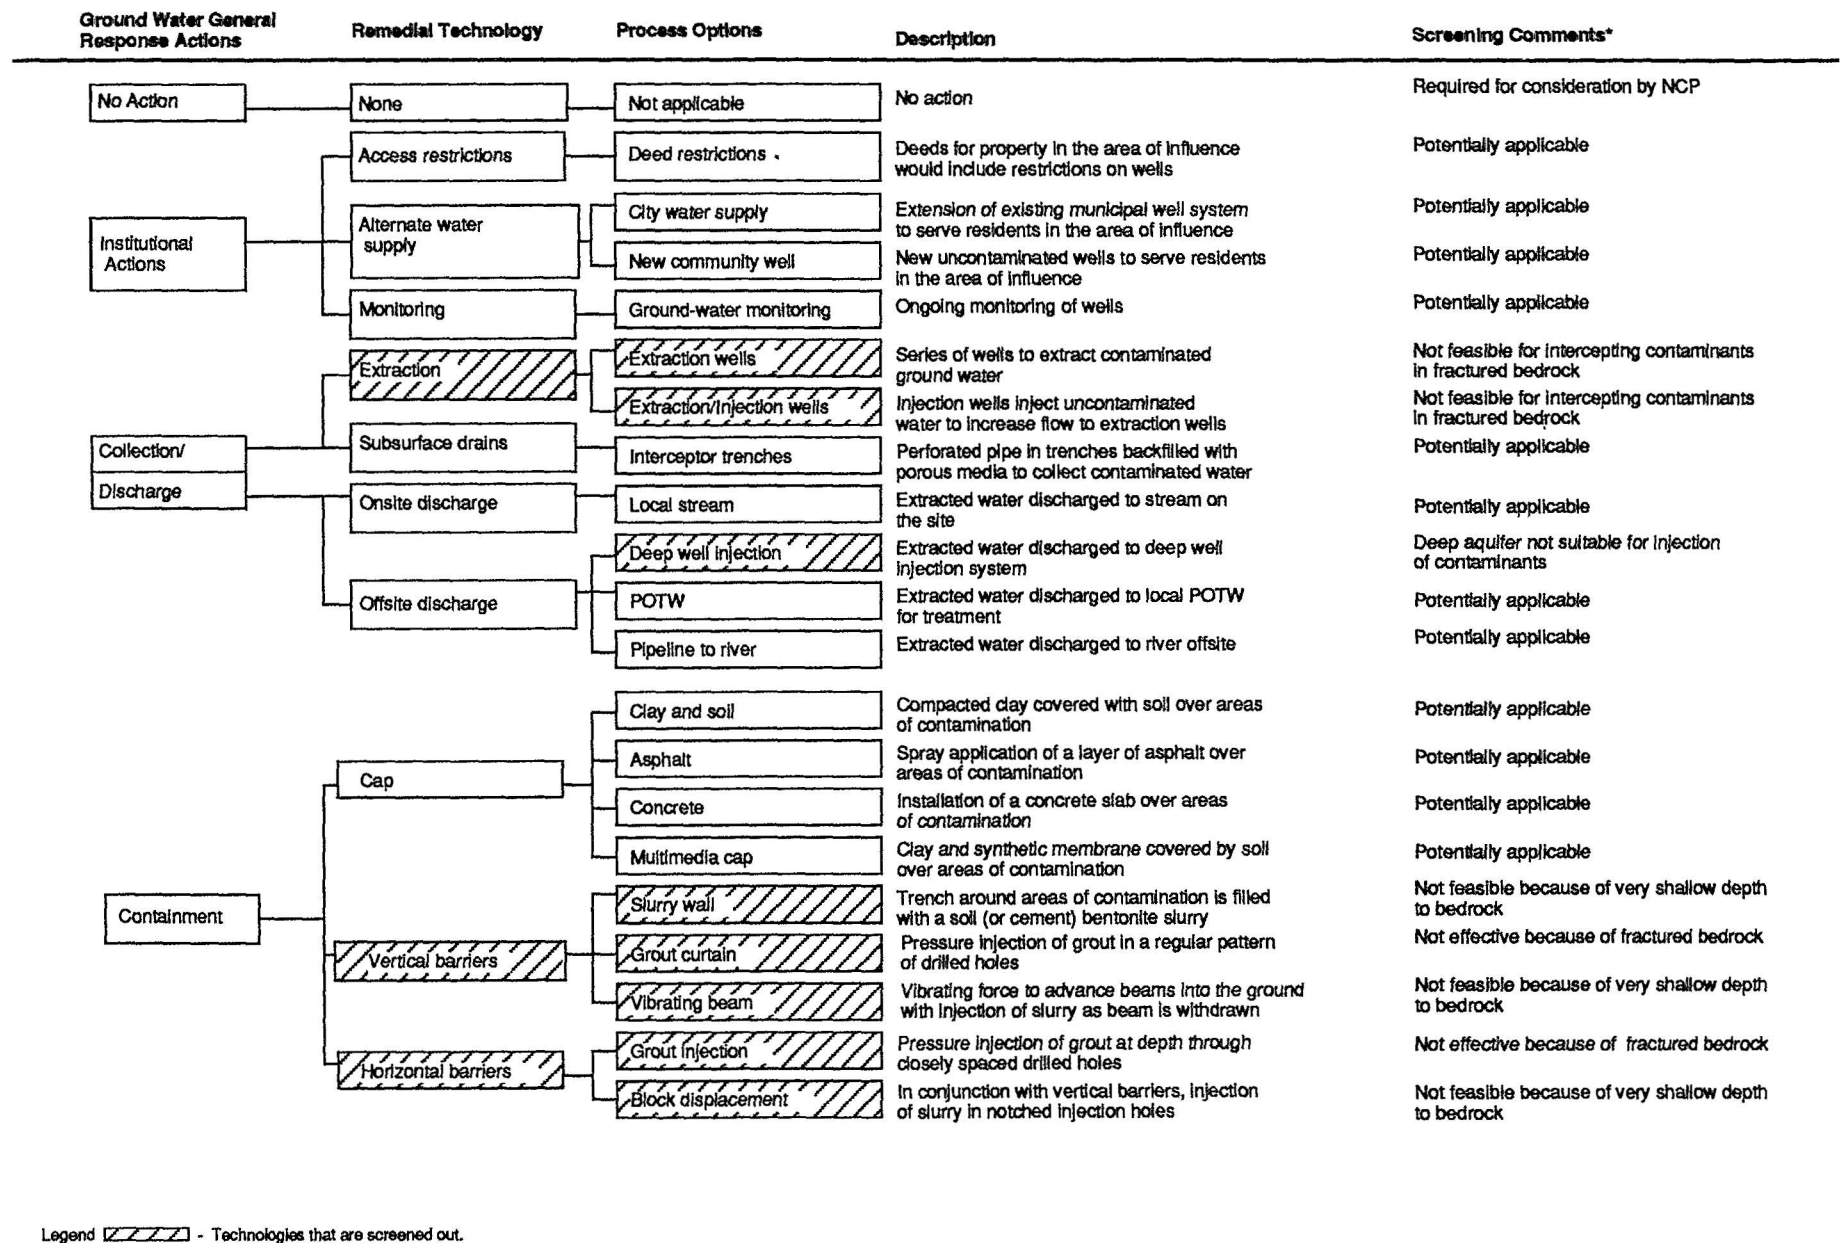 Ground Water General
Response Actions
Remedial Technology
Process Options
Description
Screening Comments*
No Action
None
Not applicable
No action
Required for consideration by NCP
Institutional
Actions
Access restrictions
Deed restrictions
Deeds for property in the area of influence
would include restrictions on wells
Potentially applicable
Alternate water
supply
City water supply
Extension of existing municipal well system
to serve residents in the area of influence
Potentially applicable
New community well
New uncontaminated wells to serve residents
in the area of influence
Potentially applicable
Monitoring
Ground-water monitoring
Ongoing monitoring of wells
Potentially applicable
Collection/
Discharge
Extraction
Extraction wells
Series of wells to extract contaminated
ground water
Not feasible for intercepting contaminants
in fractured bedrock
Extraction/Injection wells
Injection wells inject uncontaminated
water to increase flow to extraction wells
Not feasible for intercepting contaminants
in fractured bedrock
Subsurface drains
Interceptor trenches
Perforated pipe in trenches backfilled with
porous media to collect contaminated water
Potentially applicable
Onsite discharge
Local stream
Extracted water discharged to stream on
the site
Potentially applicable
Offsite discharge
Deep well injection
Extracted water discharged to deep well
injection system
Deep aquifer not suitable for injection
of contaminants
POTW
Extracted water discharged to local POTW
for treatment
Potentially applicable
Pipeline to river
Extracted water discharged to river offsite
Potentially applicable
Containment
Cap
Clay and soil
Compacted clay covered with soil over areas
of contamination
Potentially applicable
Asphalt
Spray application of a layer of asphalt over
areas of contamination
Potentially applicable
Concrete
Installation of a concrete slab over areas
of contamination
Potentially applicable
Multimedia cap
Clay and synthetic membrane covered by soil
over areas of contamination
Potentially applicable
Vertical barriers
Slurry wall
Trench around areas of contamination is filled
with a soil (or cement) bentonite slurry
Not feasible because of very shallow depth
to bedrock
Grout curtain
Pressure injection of grout in a regular pattern
of drilled holes
Not effective because of fractured bedrock
Vibrating beam
Vibrating force to advance beams into the ground
with injection of slurry as beam is withdrawn
Not feasible because of very shallow depth
to bedrock
Horizontal barriers
Grout injection
Pressure injection of grout at depth through
closely spaced drilled holes
Not effective because of fractured bedrock
Block displacement
In conjunction with vertical barriers, injection
of slurry in notched injection holes
Not feasible because of very shallow depth
to bedrock
Legend - Technologies that are screened out.